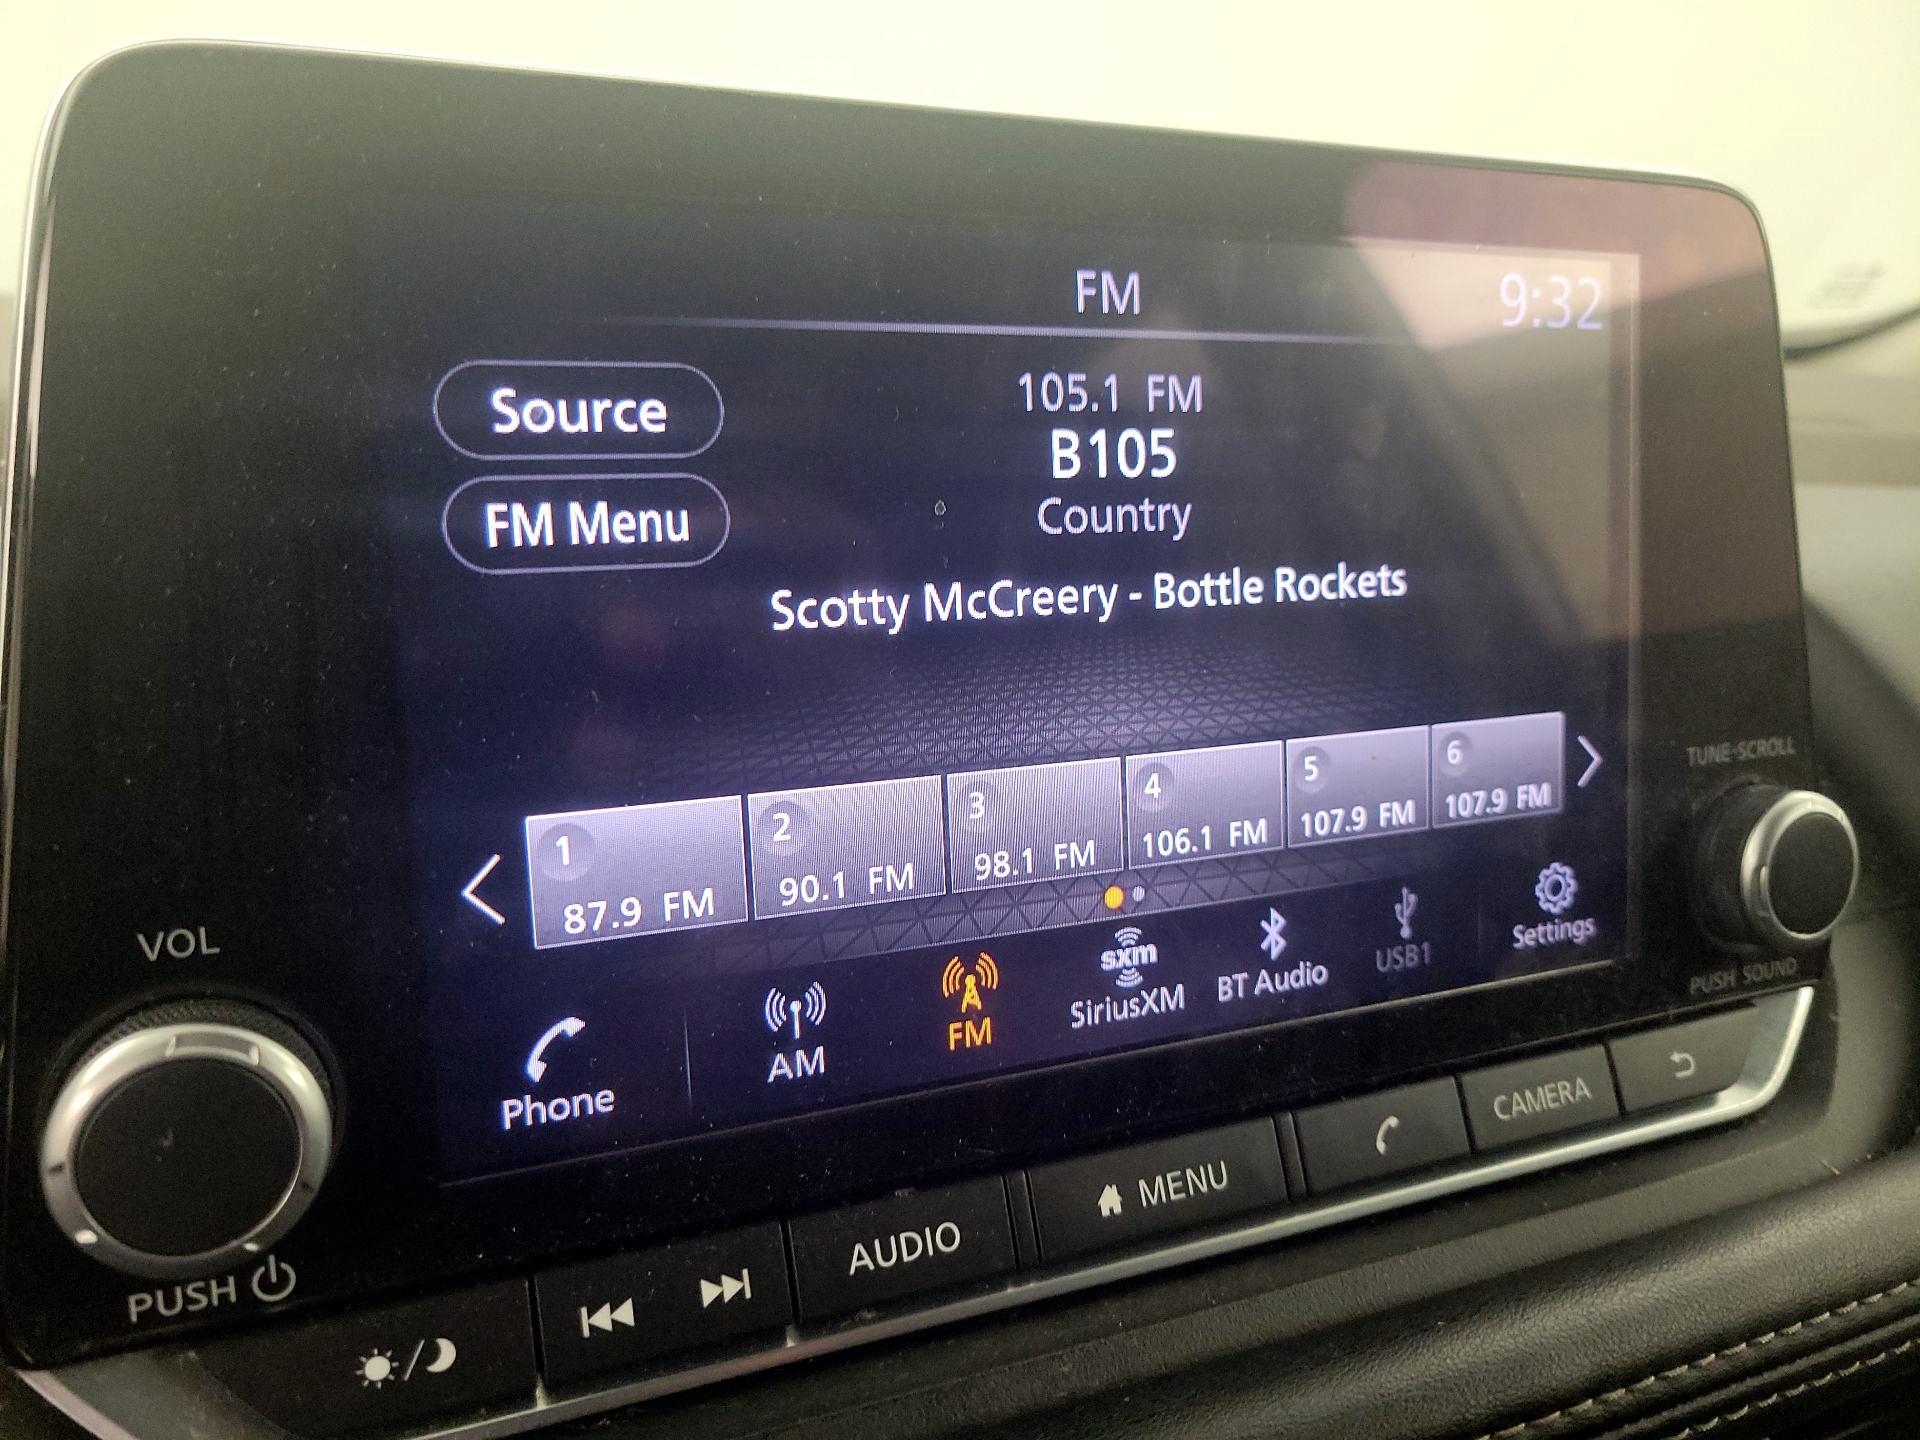 FM
9:32
Source
105.1 FM
B105
FM Menu
Country
Scotty McCreery - Bottle Rockets
1
87.9 FM
2
90.1 FM
3
98.1 FM
4
106.1 FM
5
107.9 FM
6
107.9 FM
Phone
AM
FM
sxm
SiriusXM
BT Audio
USB1
Settings
TUNE-SCROLL
PUSH SOUND
VOL
PUSH
AUDIO
MENU
CAMERA